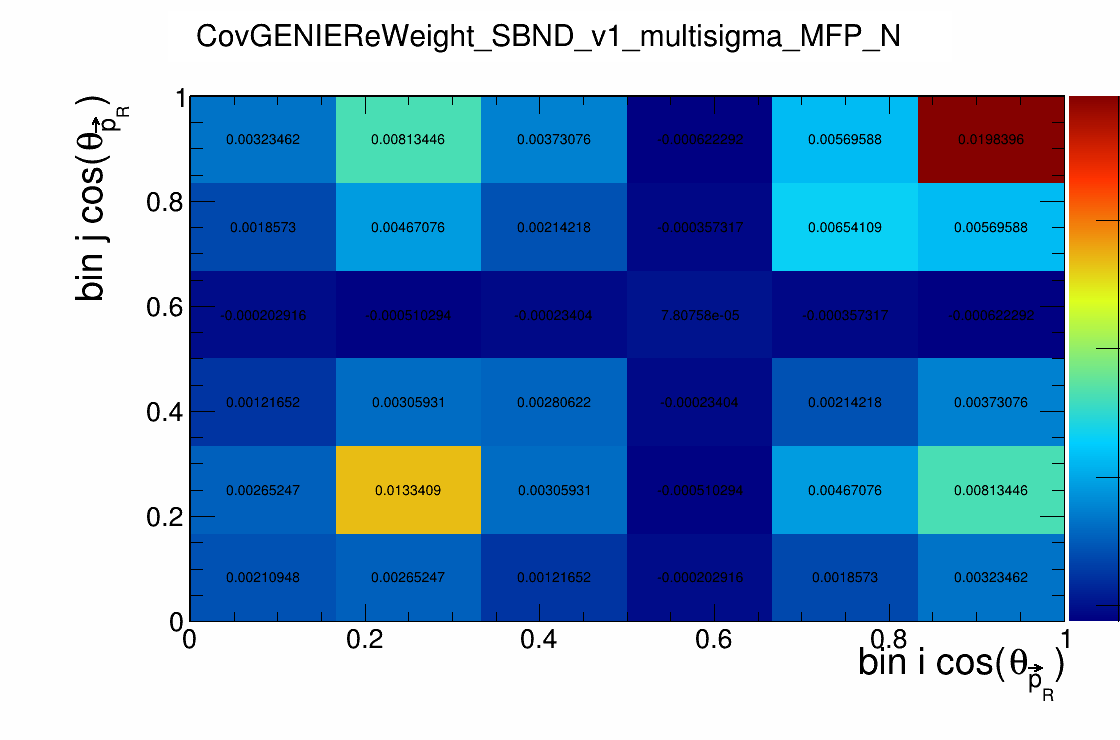 CovGENIEReWeight_SBND_v1_multisigma_MFP_N
bin j cos(θ_p⃗_R)
1
0.00323462 0.00813446 0.00373076 -0.000622292 0.00569588 0.0198396
0.8
0.0018573 0.00467076 0.00214218 -0.000357317 0.00654109 0.00569588
0.6
-0.000202916 -0.000510294 -0.00023404 7.80758e-05 -0.000357317 -0.000622292
0.4
0.00121652 0.00305931 0.00280622 -0.00023404 0.00214218 0.00373076
0.00265247 0.0133409 0.00305931 -0.000510294 0.00467076 0.00813446
0.2
0.00210948 0.00265247 0.00121652 -0.000202916 0.0018573 0.00323462
0
0 0.2 0.4 0.6 0.8 1
bin i cos(θ_p⃗_R)